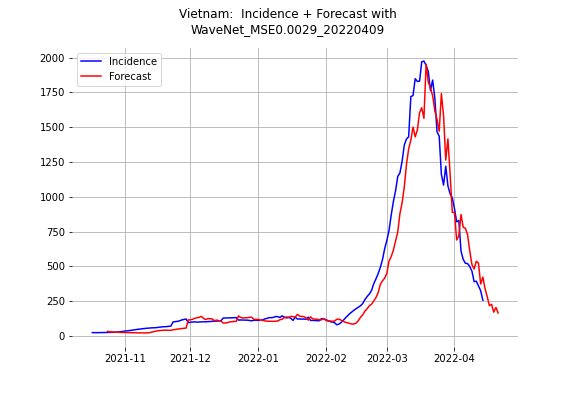 Vietnam:  Incidence + Forecast with
WaveNet_MSE0.0029_20220409
Incidence
Forecast
2000
1750
1500
1250
1000
750
500
250
0
2021-11 2021-12 2022-01 2022-02 2022-03 2022-04